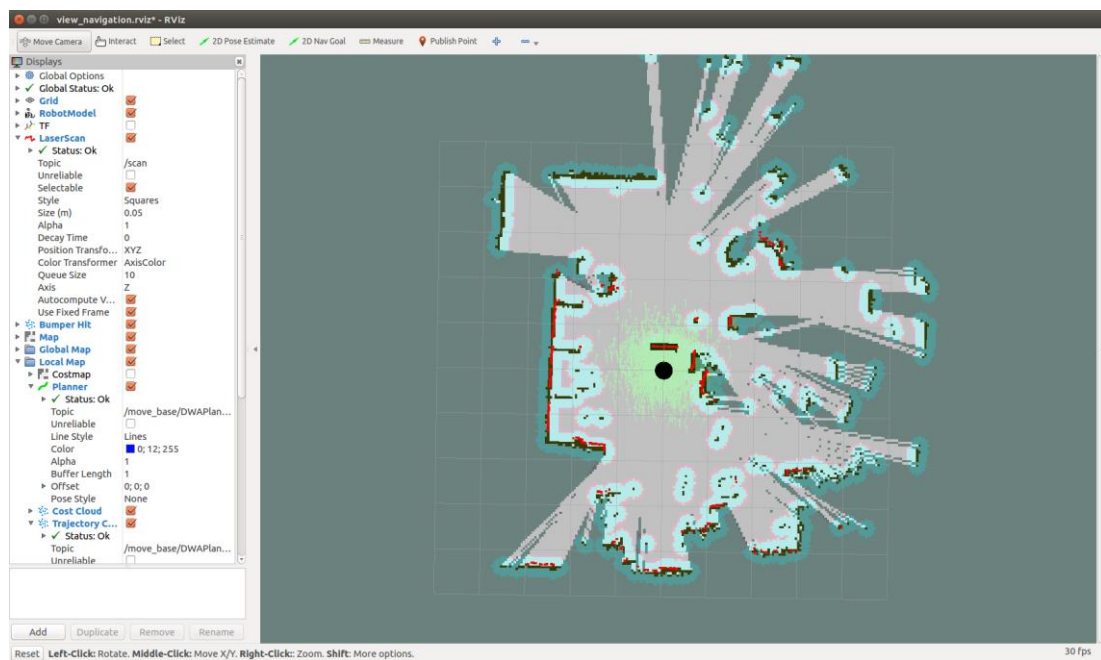 view_navigation.rviz* - RViz
Move Camera Interact Select 2D Pose Estimate 2D Nav Goal Measure Publish Point
Displays
Global Options
Global Status: Ok
Grid
RobotModel
TF
LaserScan
Status: Ok
Topic /scan
Unreliable
Selectable
Style Squares
Size (m) 0.05
Alpha 1
Decay Time 0
Position Transfo... XYZ
Color Transformer AxisColor
Queue Size 10
Axis Z
Autocompute V...
Use Fixed Frame
Bumper Hit
Map
Global Map
Local Map
Costmap
Planner
Status: Ok
Topic /move_base/DWAPlan...
Unreliable
Line Style Lines
Color 0; 12; 255
Alpha 1
Buffer Length 1
Offset 0; 0; 0
Pose Style None
Cost Cloud
Trajectory C...
Status: Ok
Topic /move_base/DWAPlan...
Unreliable
Add Duplicate Remove Rename
Reset Left-Click: Rotate. Middle-Click: Move X/Y. Right-Click:: Zoom. Shift: More options. 30 fps